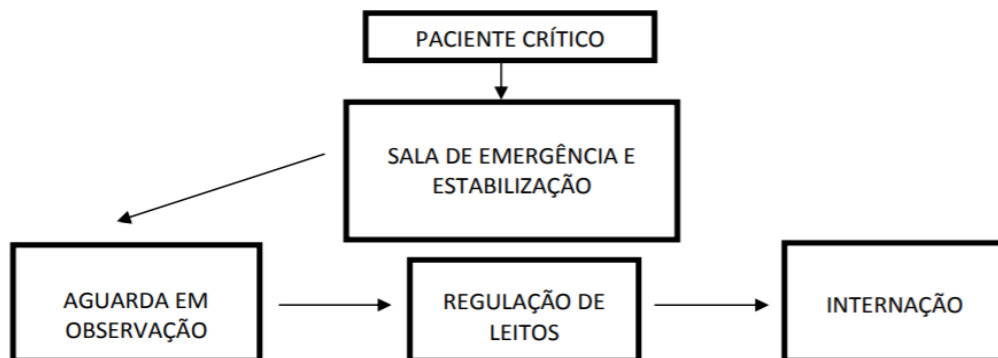 PACIENTE CRÍTICO
SALA DE EMERGÊNCIA E
ESTABILIZAÇÃO
AGUARDA EM
OBSERVAÇÃO
REGULAÇÃO DE
LEITOS
INTERNAÇÃO